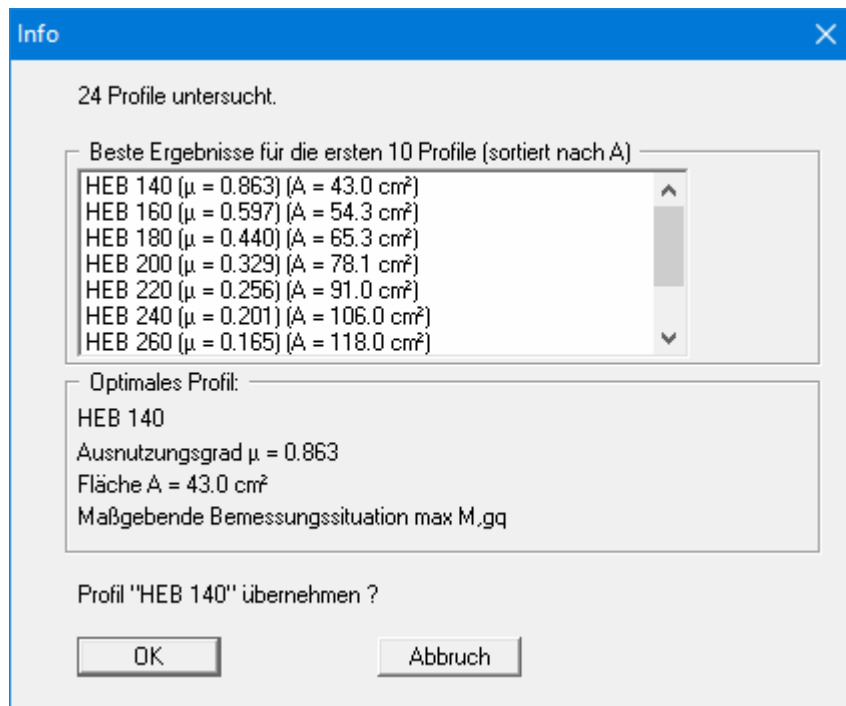 Info
24 Profile untersucht.
Beste Ergebnisse für die ersten 10 Profile (sortiert nach A)
HEB 140 (µ = 0.863) (A = 43.0 cm²)
HEB 160 (µ = 0.597) (A = 54.3 cm²)
HEB 180 (µ = 0.440) (A = 65.3 cm²)
HEB 200 (µ = 0.329) (A = 78.1 cm²)
HEB 220 (µ = 0.256) (A = 91.0 cm²)
HEB 240 (µ = 0.201) (A = 106.0 cm²)
HEB 260 (µ = 0.165) (A = 118.0 cm²)
Optimales Profil:
HEB 140
Ausnutzungsgrad µ = 0.863
Fläche A = 43.0 cm²
Maßgebende Bemessungssituation max M,gq
Profil "HEB 140" übernehmen ?
OK Abbruch